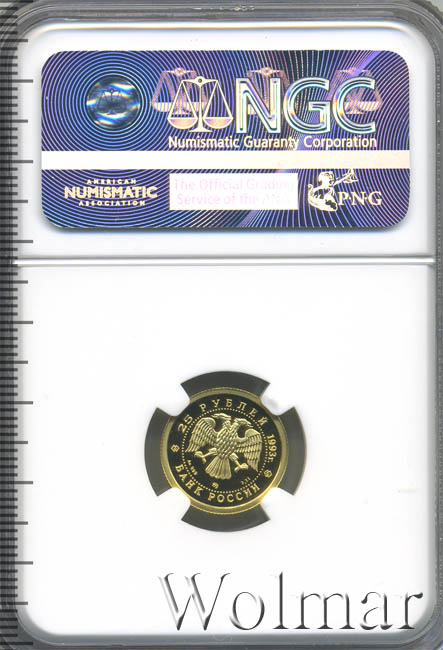 NGC
Numismatic Guaranty Corporation
AMERICAN
NUMISMATIC
ASSOCIATION
The Official Grading
Service of the ANA
PNG
25 РУБЛЕЙ
1993г.
БАНК РОССИИ
Wolmar